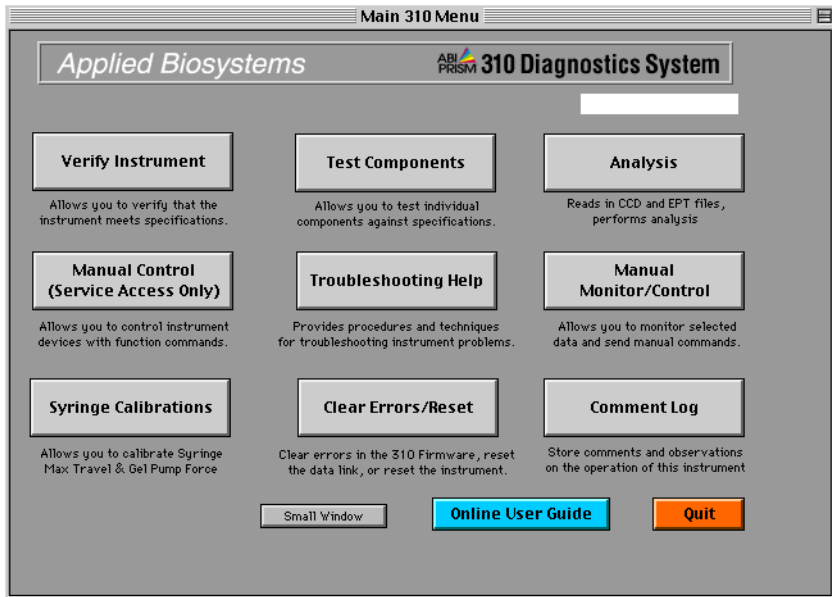 Main 310 Menu
Applied Biosystems
ABI PRISM 310 Diagnostics System
Verify Instrument
Allows you to verify that the
instrument meets specifications.
Test Components
Allows you to test individual
components against specifications.
Analysis
Reads in CCD and EPT files,
performs analysis
Manual Control
(Service Access Only)
Allows you to control instrument
devices with function commands.
Troubleshooting Help
Provides procedures and techniques
for troubleshooting instrument problems.
Manual
Monitor/Control
Allows you to monitor selected
data and send manual commands.
Syringe Calibrations
Allows you to calibrate Syringe
Max Travel & Gel Pump Force
Clear Errors/Reset
Clear errors in the 310 Firmware, reset
the data link, or reset the instrument.
Comment Log
Store comments and observations
on the operation of this instrument
Small Window
Online User Guide
Quit